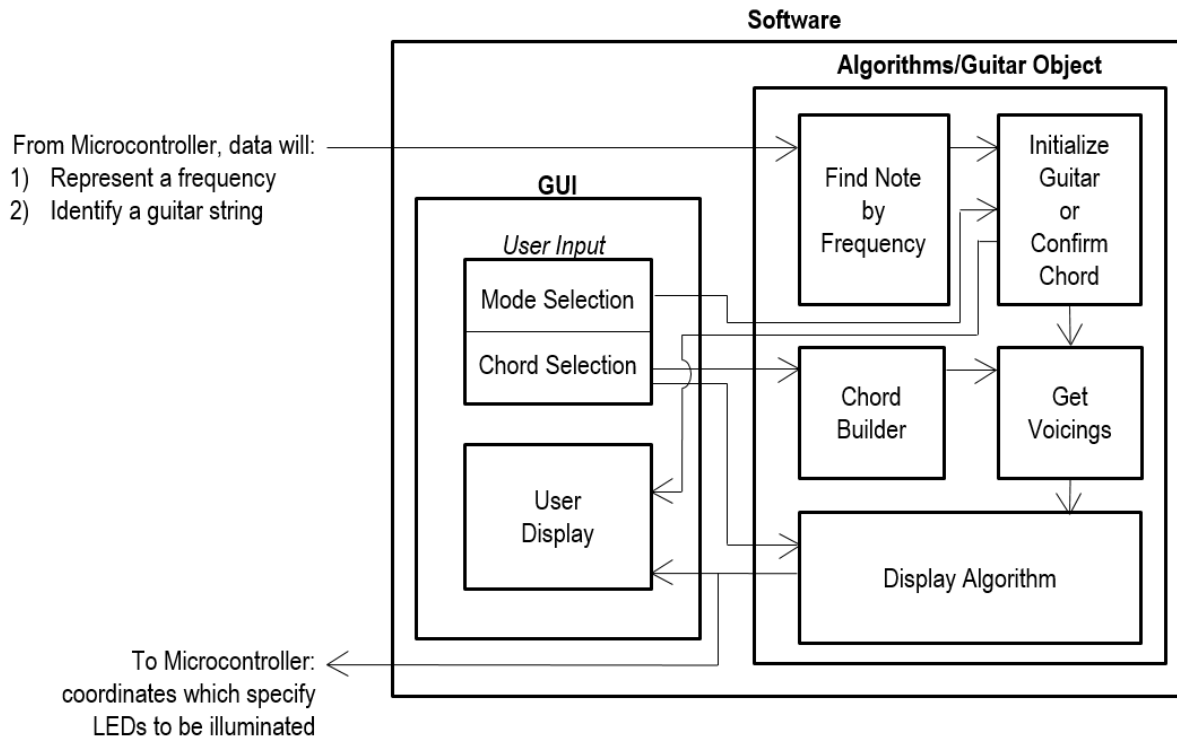 Software
Algorithms/Guitar Object
From Microcontroller, data will:
1) Represent a frequency
2) Identify a guitar string
GUI
User Input
Mode Selection
Chord Selection
User
Display
Find Note
by
Frequency
Initialize
Guitar
or
Confirm
Chord
Chord
Builder
Get
Voicings
Display Algorithm
To Microcontroller:
coordinates which specify
LEDs to be illuminated